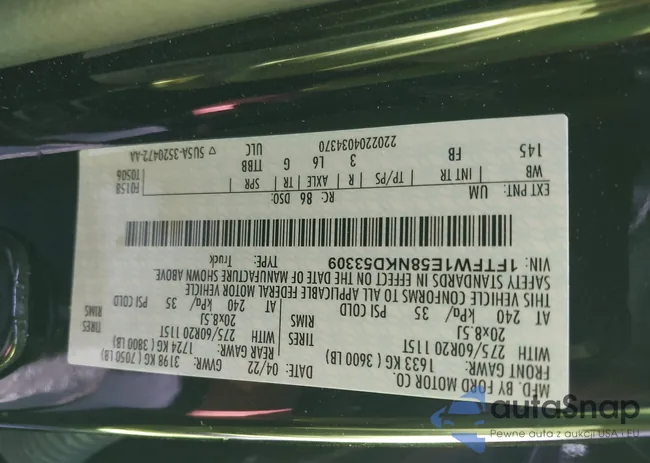 MFD. BY FORD MOTOR CO.
DATE: 04/22 GVWR: 3198 KG (7050 LB)
FRONT GAWR: 1633 KG (3600 LB) REAR GAWR: 1724 KG (3800 LB)
WITH 275/60R20 115T TIRES WITH 275/60R20 115T TIRES
20x8.5J RIMS 20x8.5J RIMS
AT 240 kPa/ 35 PSI COLD AT 240 kPa/ 35 PSI COLD
THIS VEHICLE CONFORMS TO ALL APPLICABLE FEDERAL MOTOR VEHICLE
SAFETY STANDARDS IN EFFECT ON THE DATE OF MANUFACTURE SHOWN ABOVE.
VIN: 1FTFW1E58NKD53309 TYPE: Truck
EXT PNT: UM RC: 86 DSO: F0158
WB INT TR TP/PS R AXLE TR SPR T0506
145 FB 3 L6 G TTBB ULC
2202204034370 ▽ 5U5A-3520472-AA
autoSnap
Pewne auta z aukcji USA i EU